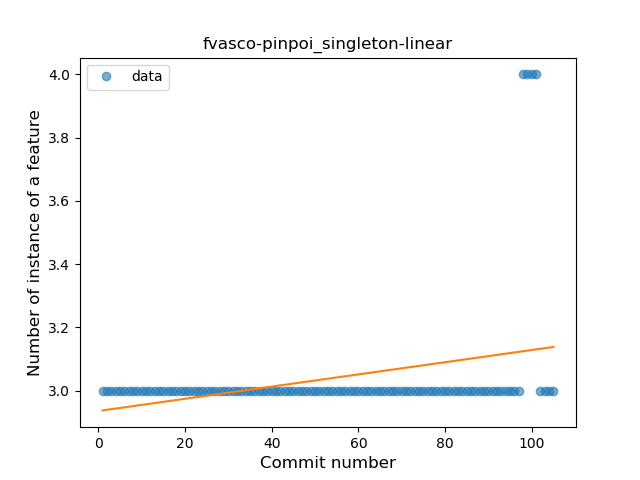 fvasco-pinpoi_singleton-linear
data
Number of instance of a feature
4.0
3.8
3.6
3.4
3.2
3.0
0 20 40 60 80 100
Commit number